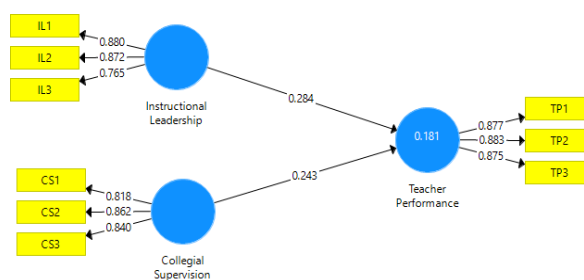 IL1
0.880
IL2
0.872
IL3
0.765
Instructional
Leadership
0.284
CS1
0.818
CS2
0.862
CS3
0.840
Collegial
Supervision
0.243
0.181
Teacher
Performance
0.877
TP1
0.883
TP2
0.875
TP3